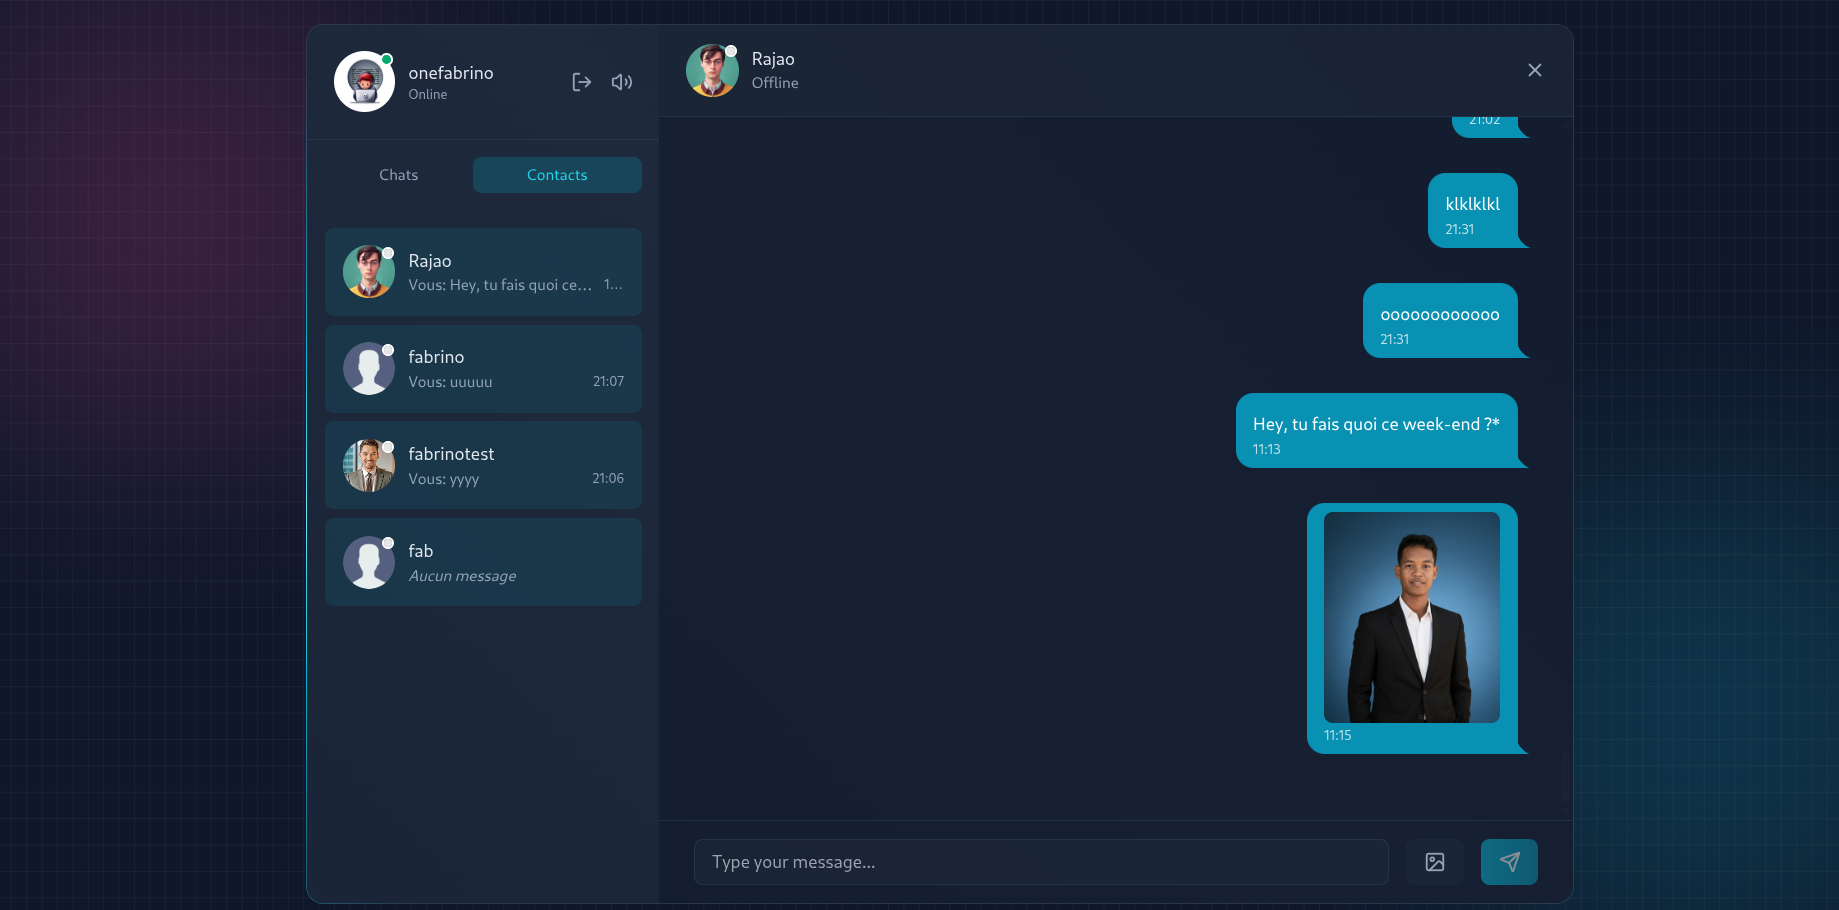 onefabrino
Online
Chats
Contacts
Rajao
Vous: Hey, tu fais quoi ce...
1...
fabrino
Vous: uuuuu
21:07
fabrinotest
Vous: yyyy
21:06
fab
Aucun message
Rajao
Offline
21:02
klklklkl
21:31
oooooooooooo
21:31
Hey, tu fais quoi ce week-end ?*
11:13
11:15
Type your message...